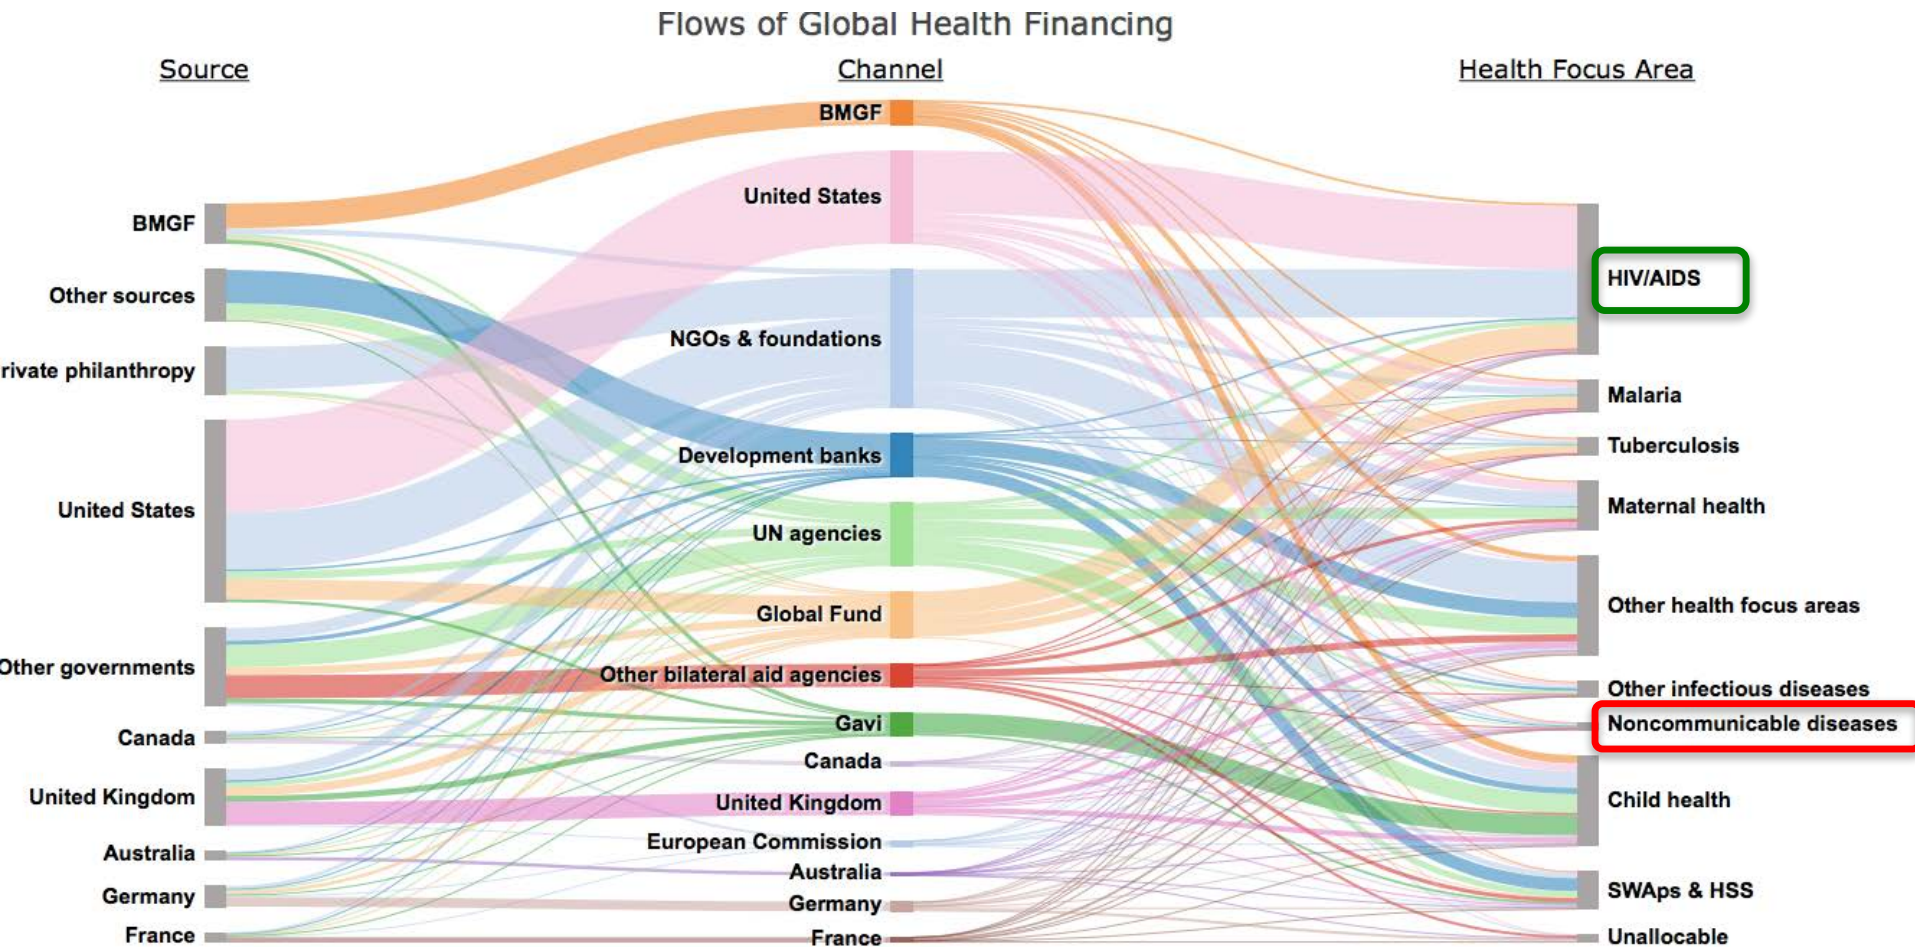 Flows of Global Health Financing
Source
Channel
Health Focus Area
BMGF
Other sources
rivate philanthropy
United States
Other governments
Canada
United Kingdom
Australia
Germany
France
BMGF
United States
NGOs & foundations
Development banks
UN agencies
Global Fund
Other bilateral aid agencies
Gavi
Canada
United Kingdom
European Commission
Australia
Germany
France
HIV/AIDS
Malaria
Tuberculosis
Maternal health
Other health focus areas
Other infectious diseases
Noncommunicable diseases
Child health
SWAps & HSS
Unallocable